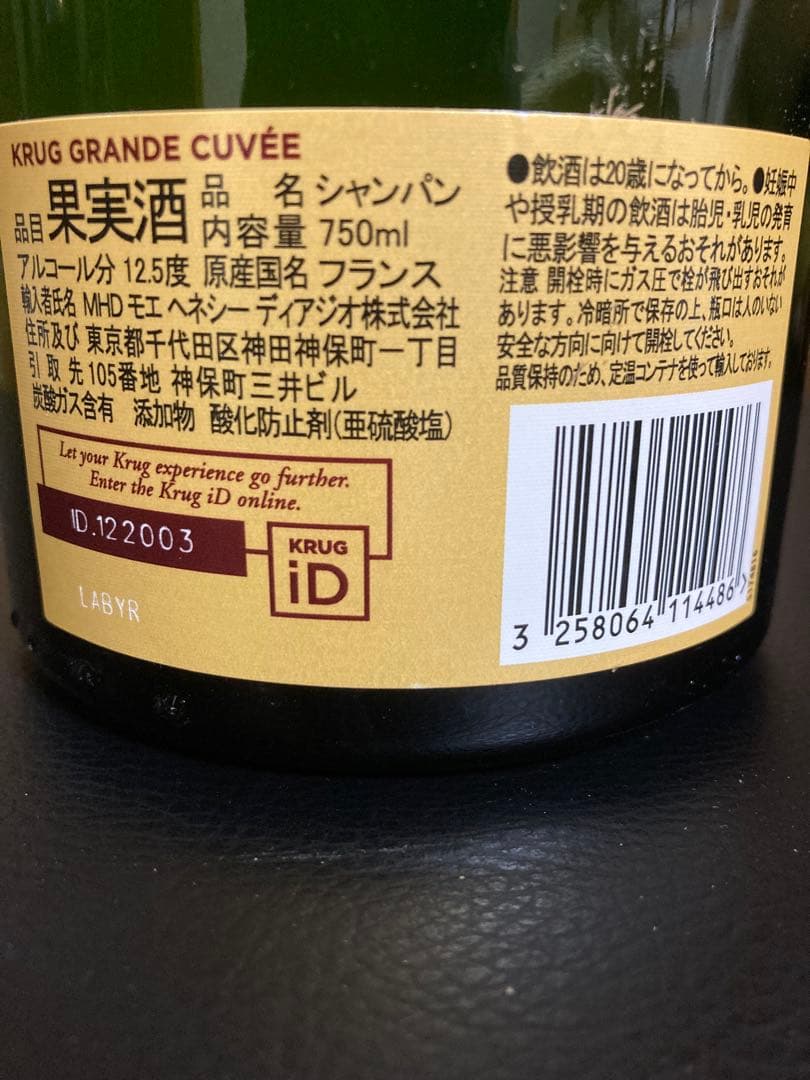 KRUG GRANDE CUVÉE
品目 果実酒 品名 シャンパン
内容量 750ml
アルコール分 12.5度 原産国名 フランス
輸入者氏名 MHD モエ ヘネシー ディアジオ株式会社
住所及び 東京都千代田区神田神保町一丁目
引取先 105番地 神保町三井ビル
炭酸ガス含有 添加物 酸化防止剤(亜硫酸塩)
Let your Krug experience go further.
Enter the Krug iD online.
ID.122003
KRUG
iD
LABYR
●飲酒は20歳になってから。●妊娠中
や授乳期の飲酒は胎児・乳児の発育
に悪影響を与えるおそれがあります。
注意 開栓時にガス圧で栓が飛び出すおそれが
あります。冷暗所で保存の上、瓶口は人のいない
安全な方向に向けて開栓してください。
品質保持のため、定温コンテナを使って輸入しております。
3 258064 114486 >